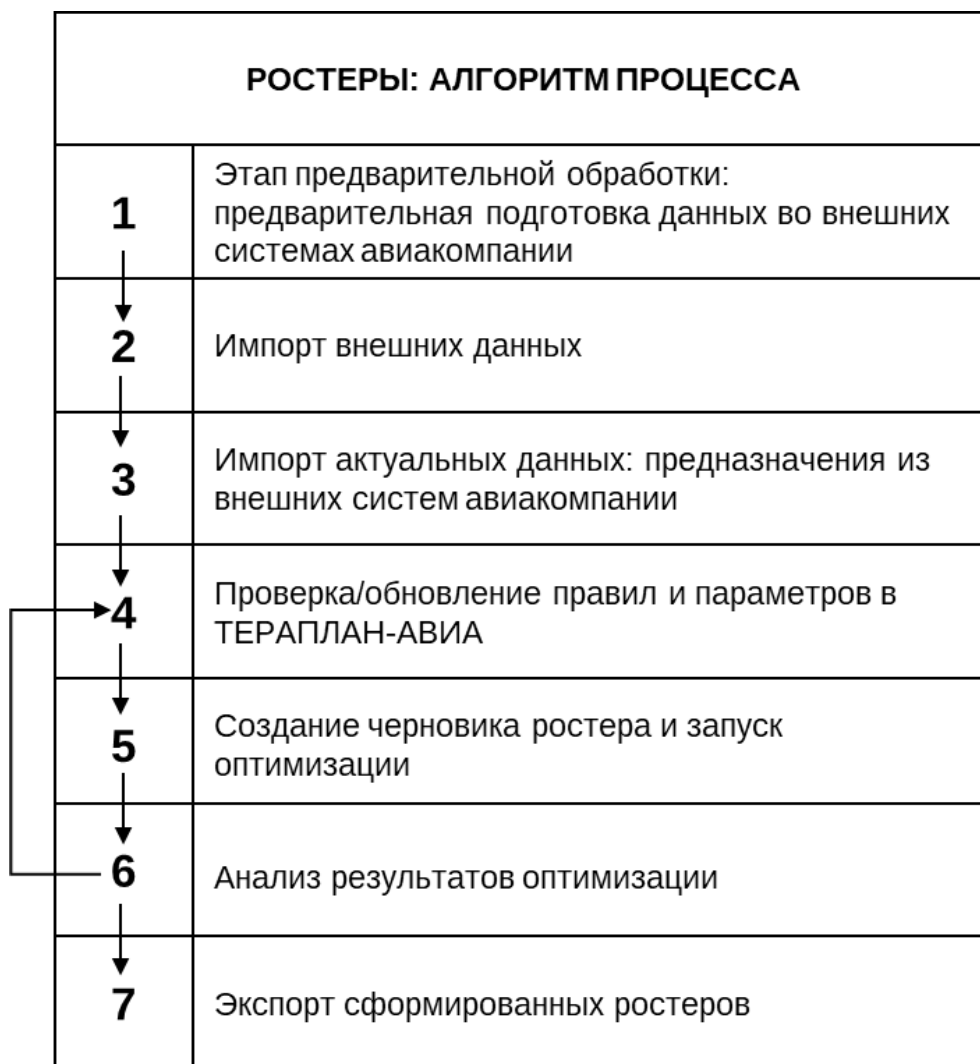 РОСТЕРЫ: АЛГОРИТМ ПРОЦЕССА
1
Этап предварительной обработки:
предварительная подготовка данных во внешних
системах авиакомпании
2
Импорт внешних данных
3
Импорт актуальных данных: предназначения из
внешних систем авиакомпании
4
Проверка/обновление правил и параметров в
ТЕРАПЛАН-АВИА
5
Создание черновика ростера и запуск
оптимизации
6
Анализ результатов оптимизации
7
Экспорт сформированных ростеров